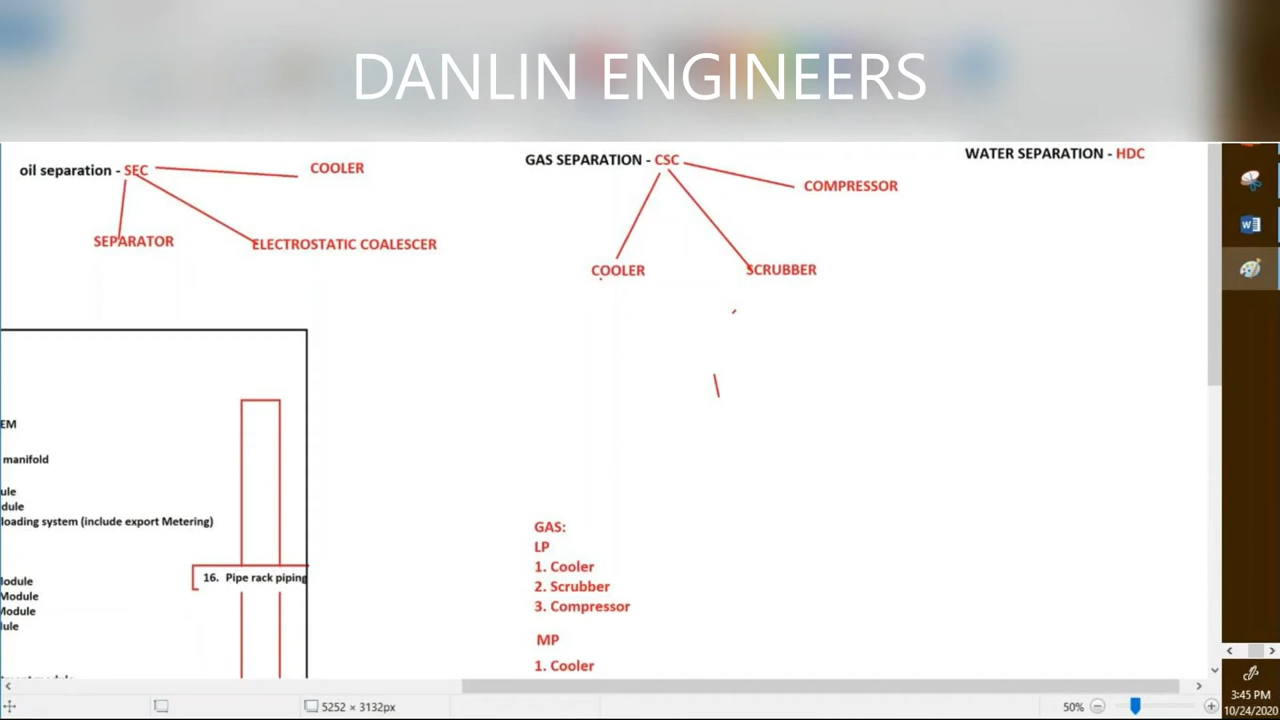 DANLIN ENGINEERS
oil separation - SEC
COOLER
SEPARATOR
ELECTROSTATIC COALESCER
GAS SEPARATION - CSC
COMPRESSOR
COOLER
SCRUBBER
WATER SEPARATION - HDC
EM
manifold
ule
dule
loading system (include export Metering)
16. Pipe rack piping
Module
Module
Module
lule
GAS:
LP
1. Cooler
2. Scrubber
3. Compressor
MP
1. Cooler
5252 × 3132px
50%
3:45 PM
10/24/2020